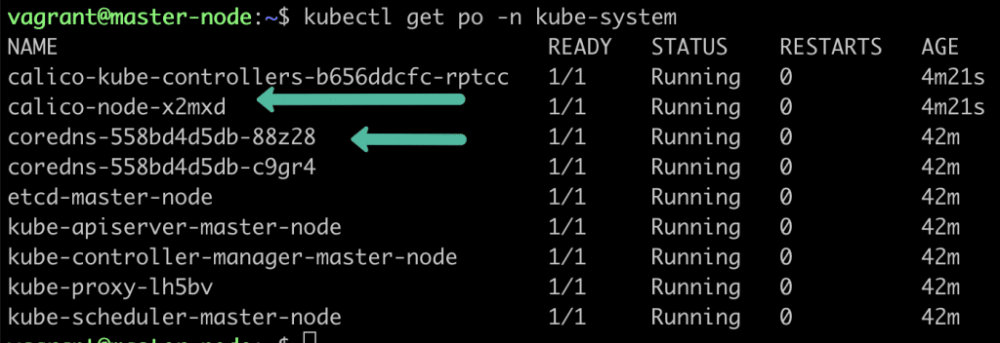 vagrant@master-node:~$ kubectl get po -n kube-system
NAME READY STATUS RESTARTS AGE
calico-kube-controllers-b656ddcfc-rptcc 1/1 Running 0 4m21s
calico-node-x2mxd 1/1 Running 0 4m21s
coredns-558bd4d5db-88z28 1/1 Running 0 42m
coredns-558bd4d5db-c9gr4 1/1 Running 0 42m
etcd-master-node 1/1 Running 0 42m
kube-apiserver-master-node 1/1 Running 0 42m
kube-controller-manager-master-node 1/1 Running 0 42m
kube-proxy-lh5bv 1/1 Running 0 42m
kube-scheduler-master-node 1/1 Running 0 42m